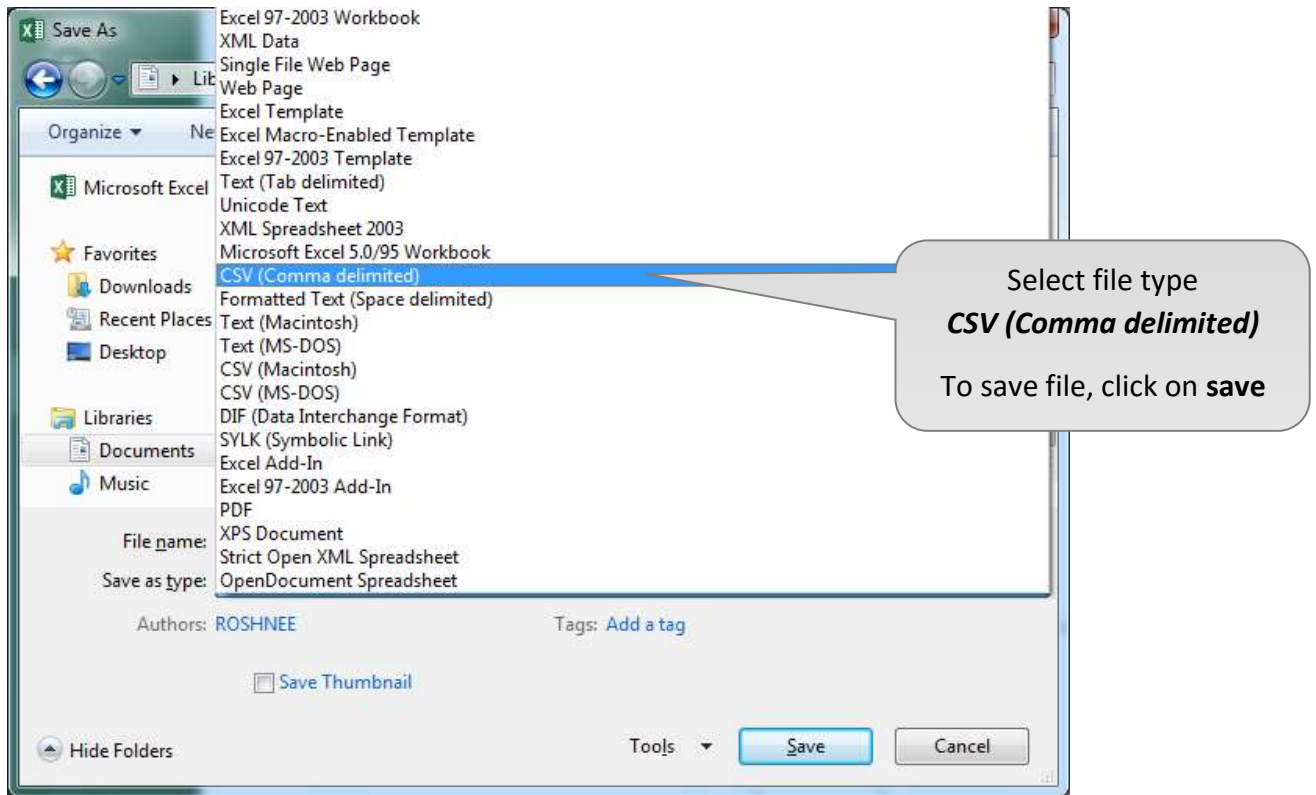 Save As
Excel 97-2003 Workbook
XML Data
Single File Web Page
Web Page
Excel Template
Excel Macro-Enabled Template
Excel 97-2003 Template
Text (Tab delimited)
Unicode Text
XML Spreadsheet 2003
Microsoft Excel 5.0/95 Workbook
CSV (Comma delimited)
Formatted Text (Space delimited)
Text (Macintosh)
Text (MS-DOS)
CSV (Macintosh)
CSV (MS-DOS)
DIF (Data Interchange Format)
SYLK (Symbolic Link)
Excel Add-In
Excel 97-2003 Add-In
PDF
XPS Document
Strict Open XML Spreadsheet
OpenDocument Spreadsheet
Lib
Organize Ne
Microsoft Excel
Favorites
Downloads
Recent Places
Desktop
Libraries
Documents
Music
File name:
Save as type:
Select file type
CSV (Comma delimited)
To save file, click on save
Authors: ROSHNEE Tags: Add a tag
Save Thumbnail
Hide Folders Tools Save Cancel